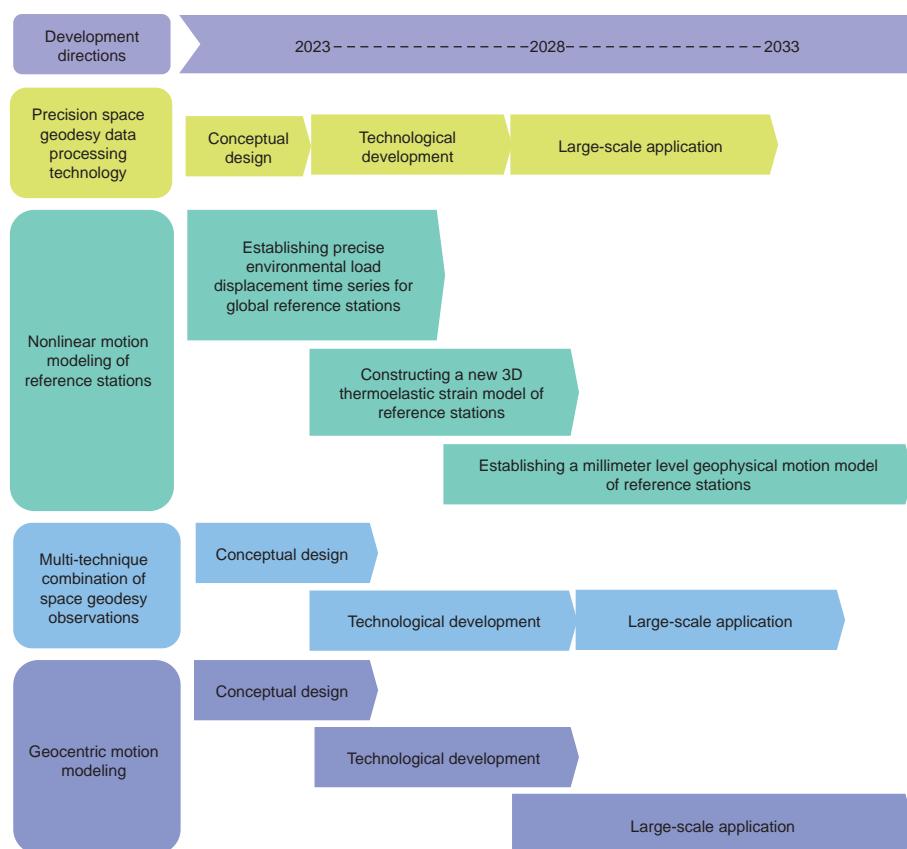 Development
directions
2023
2028
2033
Precision space
geodesy data
processing
technology
Conceptual
design
Technological
development
Large-scale application
Nonlinear motion
modeling of
reference stations
Establishing precise
environmental load
displacement time series for
global reference stations
Constructing a new 3D
thermoelastic strain model of
reference stations
Establishing a millimeter level geophysical motion model
of reference stations
Multi-technique
combination of
space geodesy
observations
Conceptual design
Technological development
Large-scale application
Geocentric motion
modeling
Conceptual design
Technological development
Large-scale application